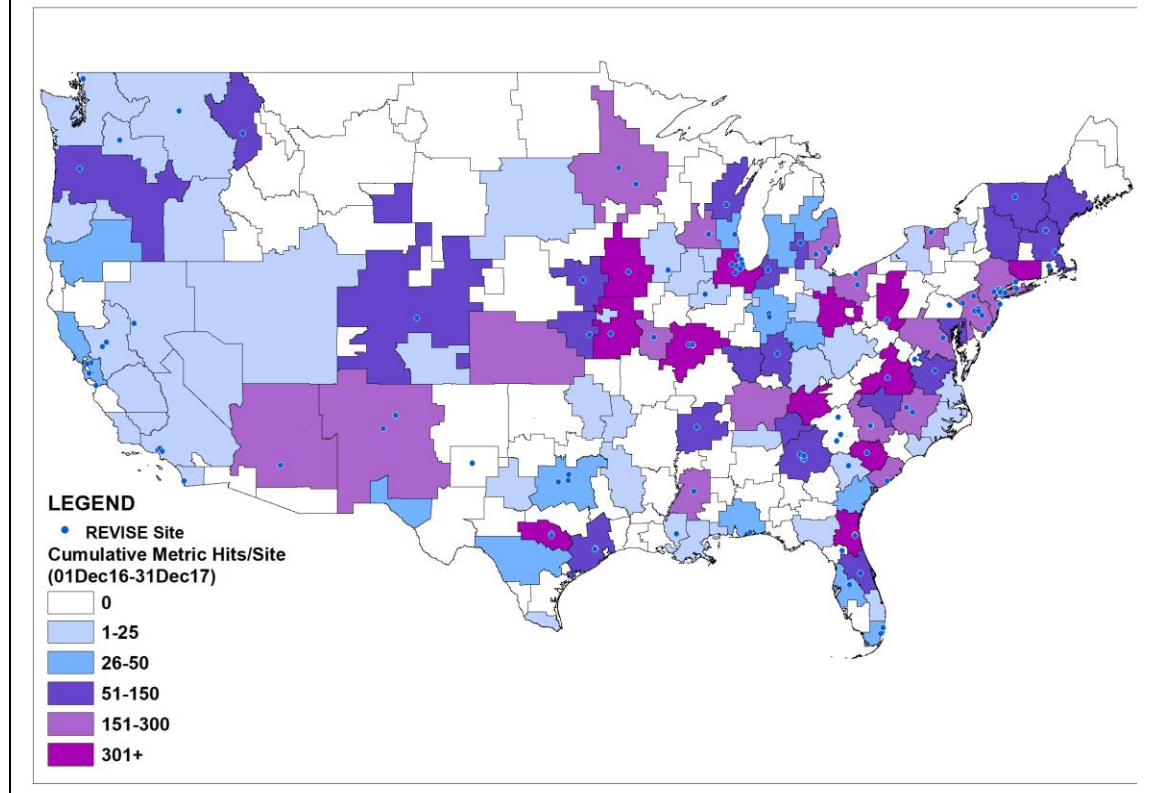 LEGEND
REVISE Site
Cumulative Metric Hits/Site
(01Dec16-31Dec17)
0
1-25
26-50
51-150
151-300
301+